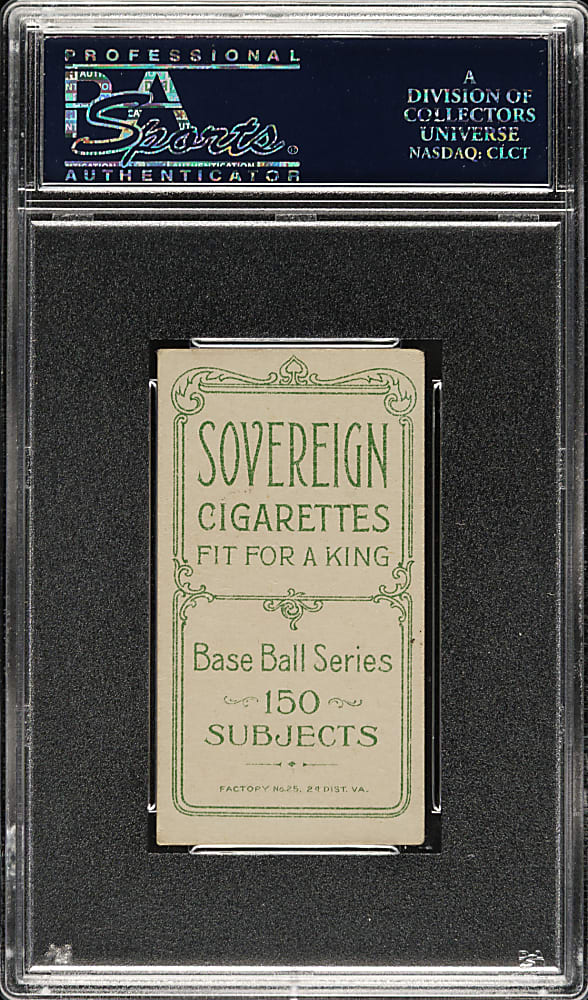 PROFESSIONAL
PSA
Sports
AUTHENTICATOR
A
DIVISION OF
COLLECTORS
UNIVERSE
NASDAQ: CLCT
SOVEREIGN
CIGARETTES
FIT FOR A KING
Base Ball Series
150
SUBJECTS
FACTORY No. 25, 2d DIST. VA.